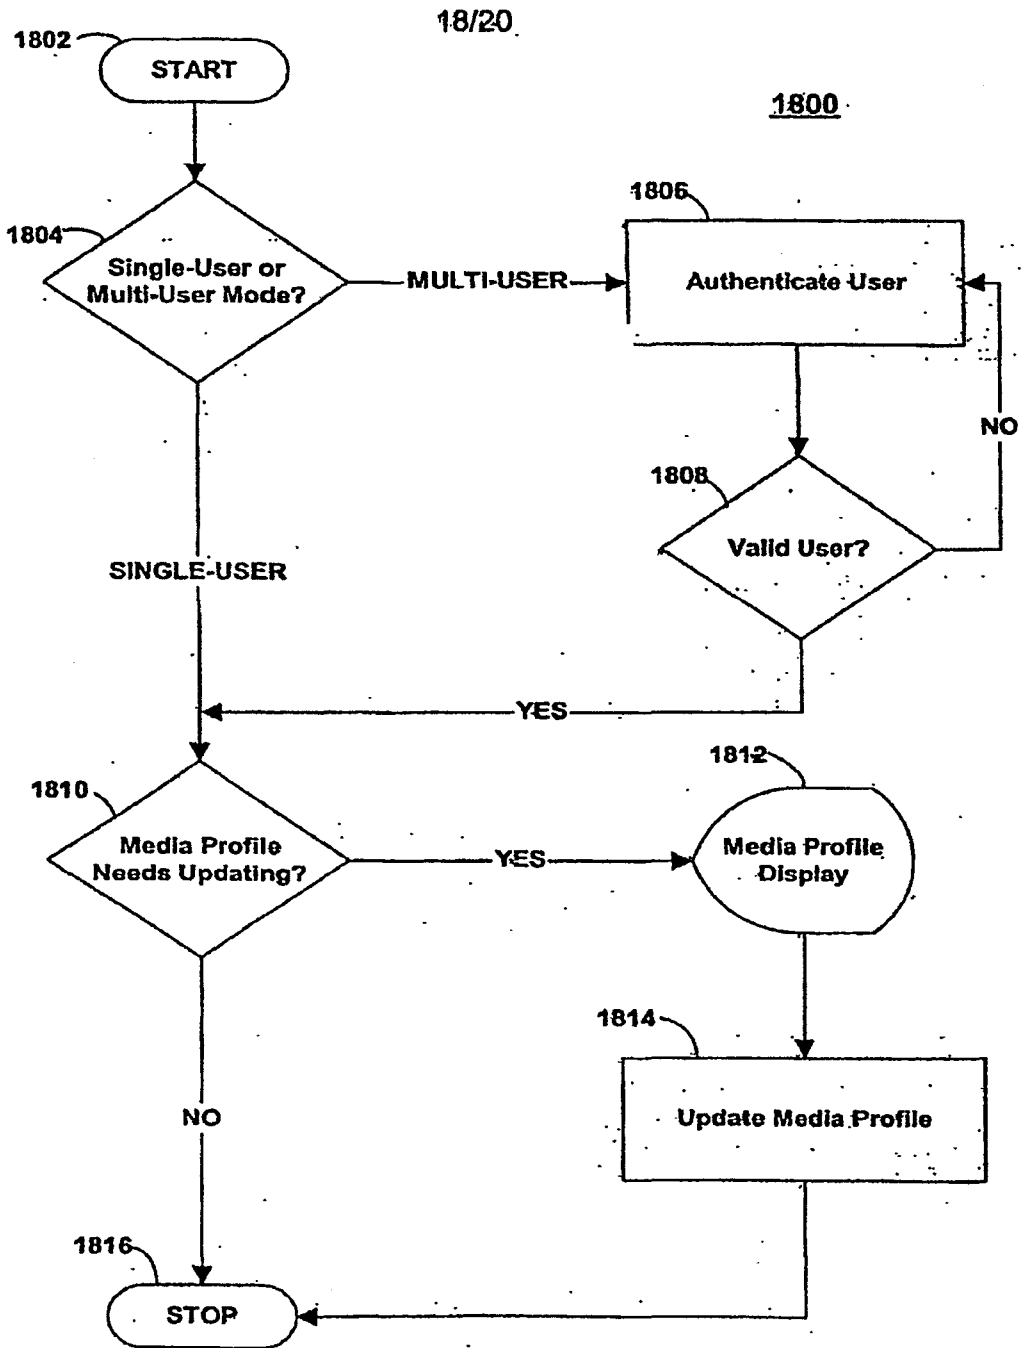 18/20
1802
START
1800
1804
Single-User or
Multi-User Mode?
MULTI-USER
1806
Authenticate User
NO
1808
Valid User?
SINGLE-USER
YES
1810
Media Profile
Needs Updating?
YES
1812
Media Profile
Display
1814
Update Media Profile
NO
1816
STOP